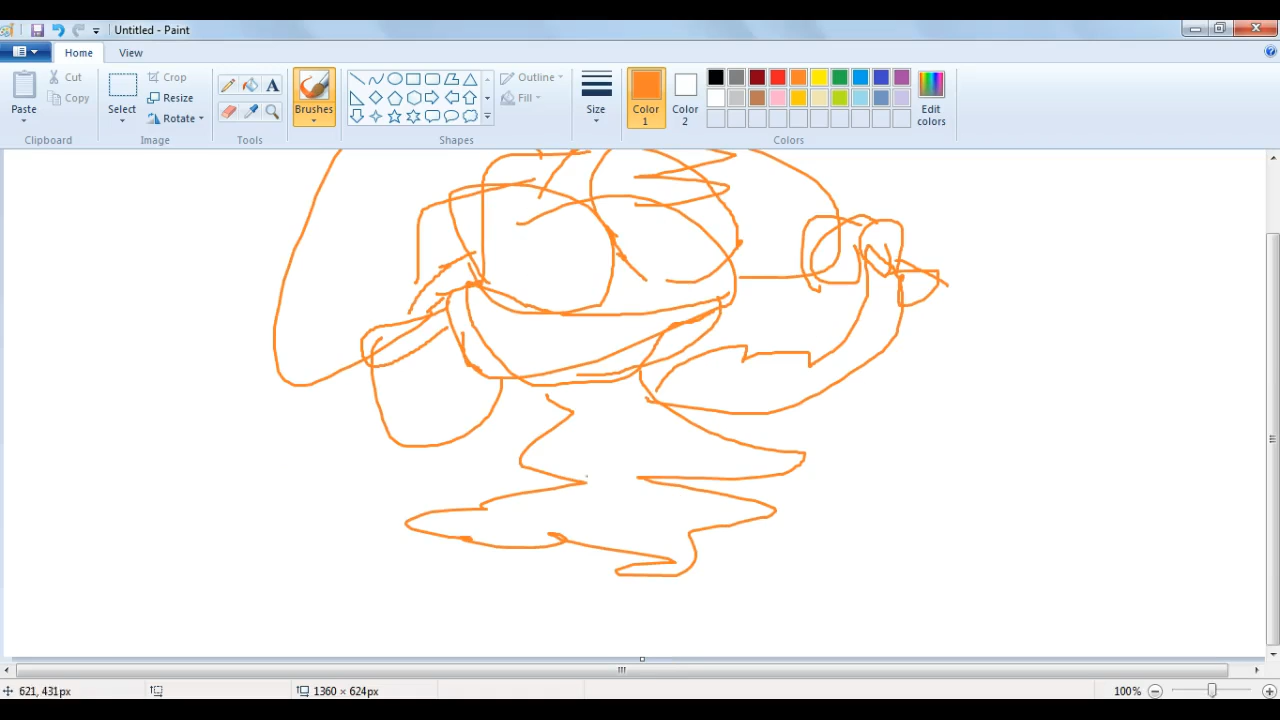 Untitled - Paint
Home View
Paste
Cut
Copy
Clipboard
Select
Crop
Resize
Rotate
Image
A
Tools
Brushes
Shapes
Outline
Fill
Size
Color 1
Color 2
Edit colors
Colors
621, 431px
1360 × 624px
100%